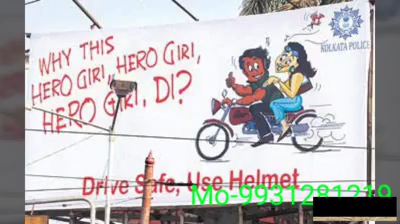 WHY THIS
HERO GIRI, HERO GIRI,
HERO GIRI, DI?
KOLKATA POLICE
Drive Safe, Use Helmet
Mo-9931281219